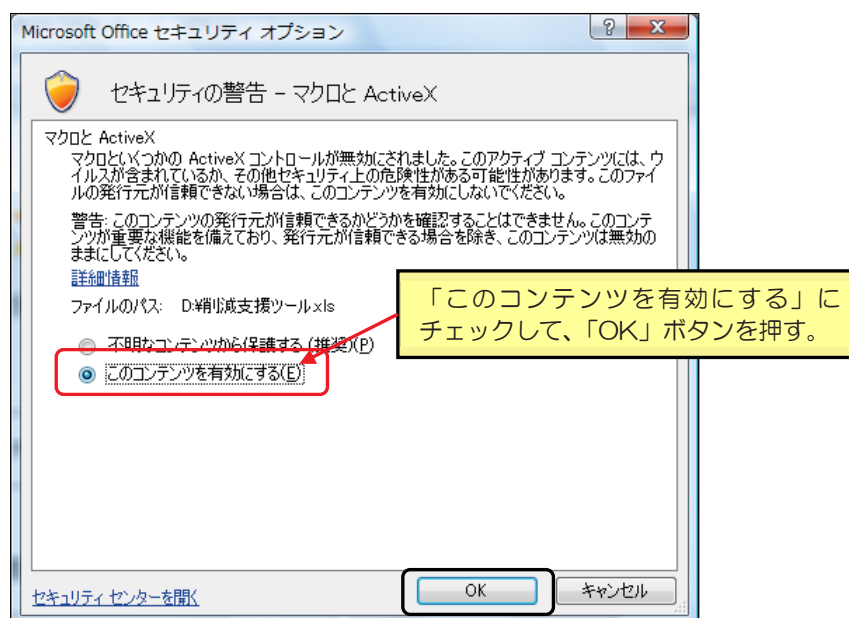 Microsoft Office セキュリティ オプション
セキュリティの警告 - マクロと ActiveX
マクロと ActiveX
マクロといくつかの ActiveX コントロールが無効にされました。このアクティブ コンテンツには、ウ
イルスが含まれているか、その他セキュリティ上の危険性がある可能性があります。このファイ
ルの発行元が信頼できない場合は、このコンテンツを有効にしないでください。
警告: このコンテンツの発行元が信頼できるかどうかを確認することはできません。このコンテ
ンツが重要な機能を備えており、発行元が信頼できる場合を除き、このコンテンツは無効の
ままにしてください。
詳細情報
ファイルのパス: D:¥削減支援ツール.xls
「このコンテンツを有効にする」に
チェックして、「OK」ボタンを押す。
不明なコンテンツから保護する (推奨)(P)
このコンテンツを有効にする(E)
セキュリティ センターを開く
OK
キャンセル